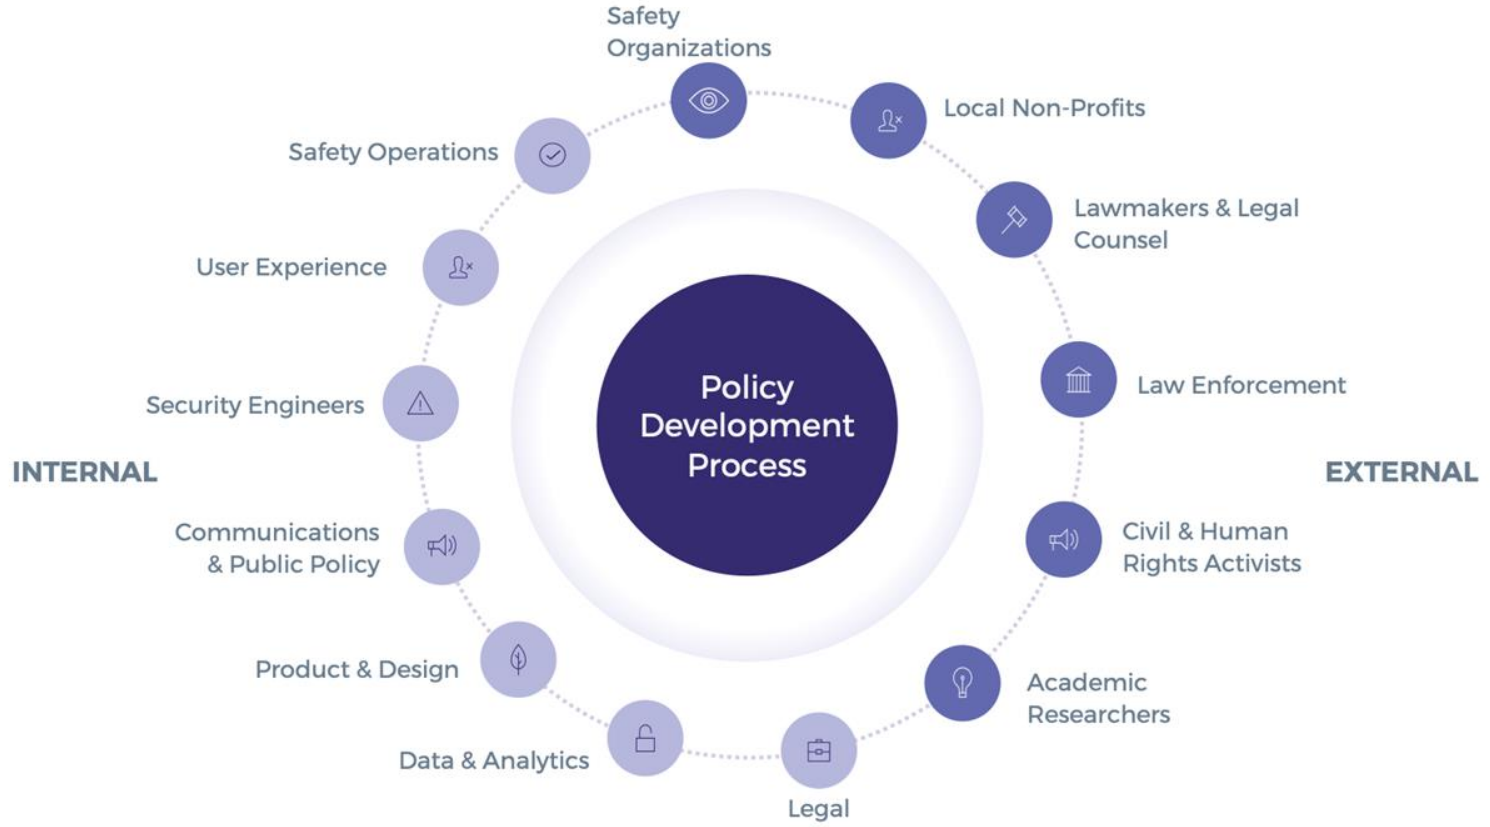 Safety
Organizations
Local Non-Profits
Safety Operations
Lawmakers & Legal
Counsel
User Experience
Law Enforcement
Policy
Development
Process
Security Engineers
INTERNAL
EXTERNAL
Communications
& Public Policy
Civil & Human
Rights Activists
Product & Design
Academic
Researchers
Data & Analytics
Legal